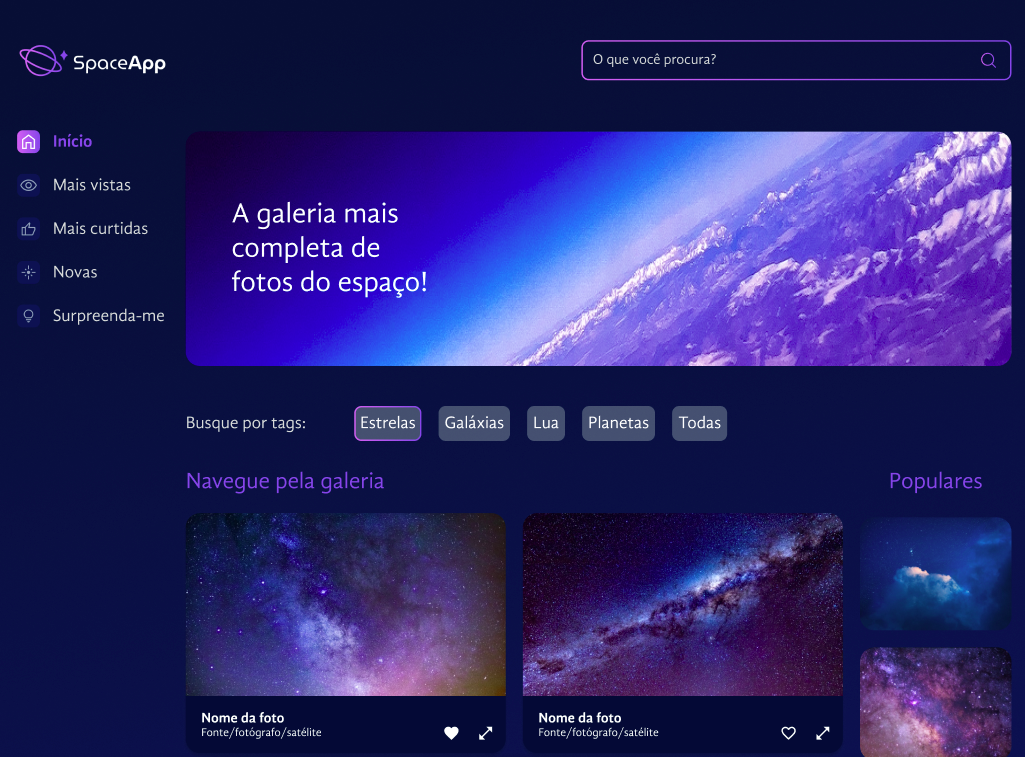 SpaceApp
O que você procura?
Início
Mais vistas
Mais curtidas
Novas
Surpreenda-me
A galeria mais
completa de
fotos do espaço!
Busque por tags:
Estrelas
Galáxias
Lua
Planetas
Todas
Navegue pela galeria
Populares
Nome da foto
Fonte/fotógrafo/satélite
Nome da foto
Fonte/fotógrafo/satélite